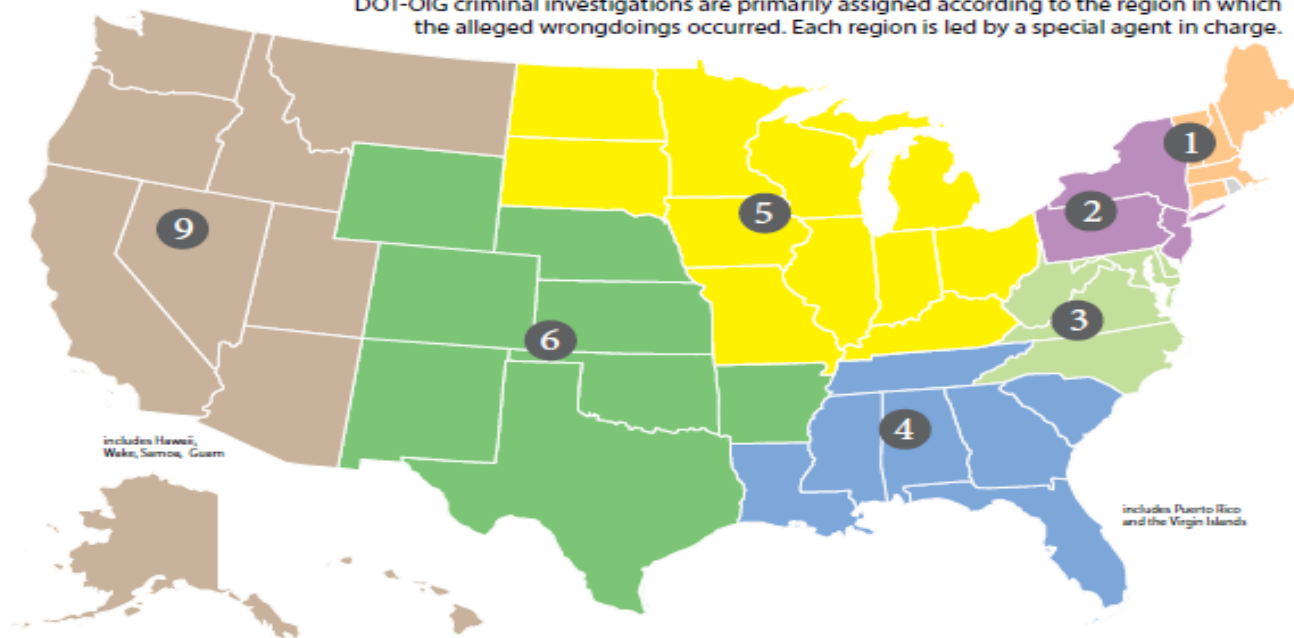 DOT-OIG criminal investigations are primarily assigned according to the region in which
the alleged wrongdoings occurred. Each region is led by a special agent in charge.
1
2
5
9
3
6
4
includes Hawaii,
Wake, Samoa, Guam
includes Puerto Rico
and the Virgin Islands